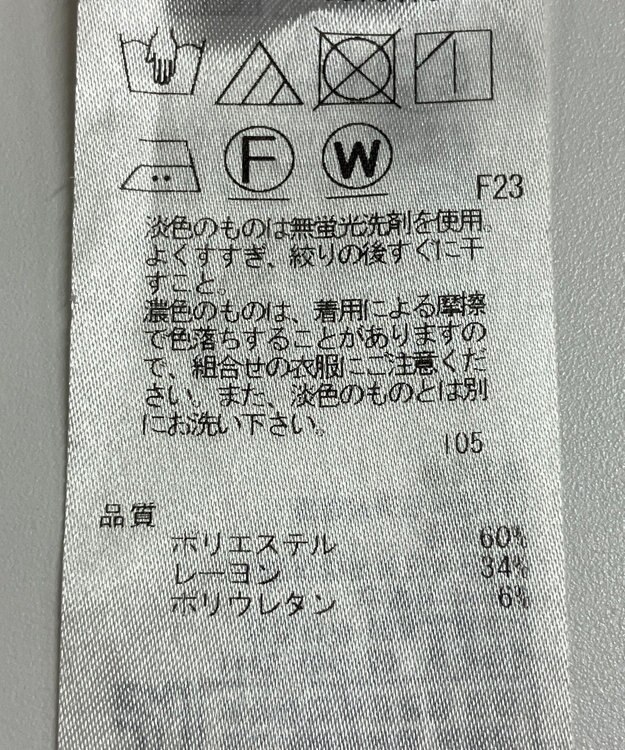 F
W
F23
淡色のものは無蛍光洗剤を使用。
よくすすぎ、絞りの後すぐに干
すこと。
濃色のものは、着用による摩擦
で色落ちすることがありますの
で、組合せの衣服にご注意くだ
さい。また、淡色のものとは別
にお洗い下さい。
I05
品質
ポリエステル 60%
レーヨン 34%
ポリウレタン 6%